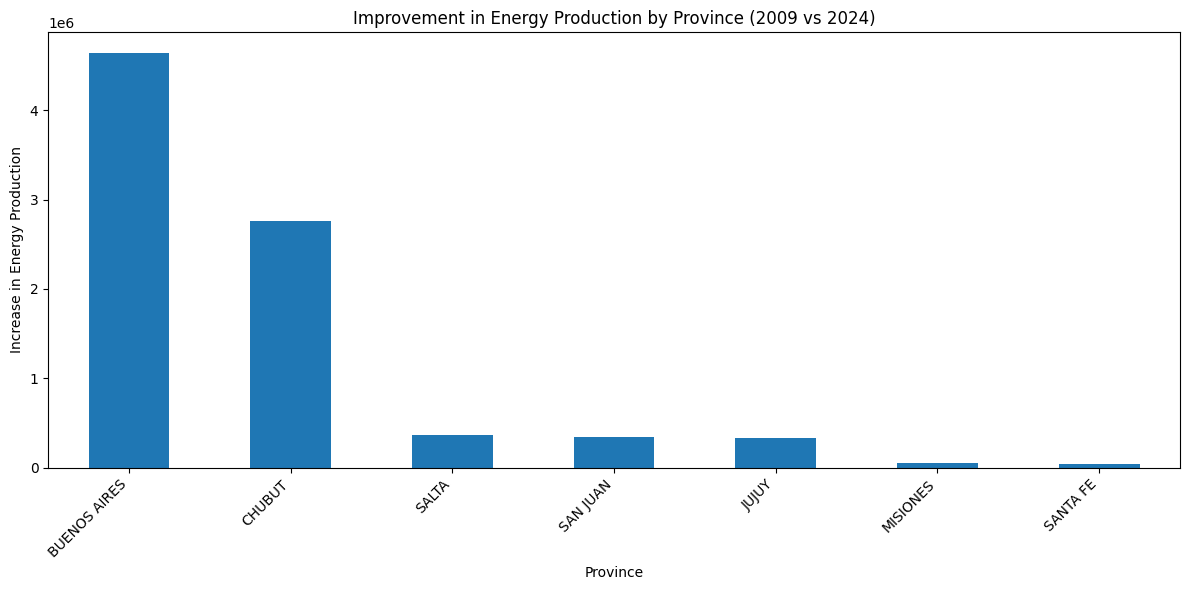 Improvement in Energy Production by Province (2009 vs 2024)
1e6
4
3
2
1
0
Increase in Energy Production
BUENOS AIRES
CHUBUT
SALTA
SAN JUAN
JUJUY
MISIONES
SANTA FE
Province